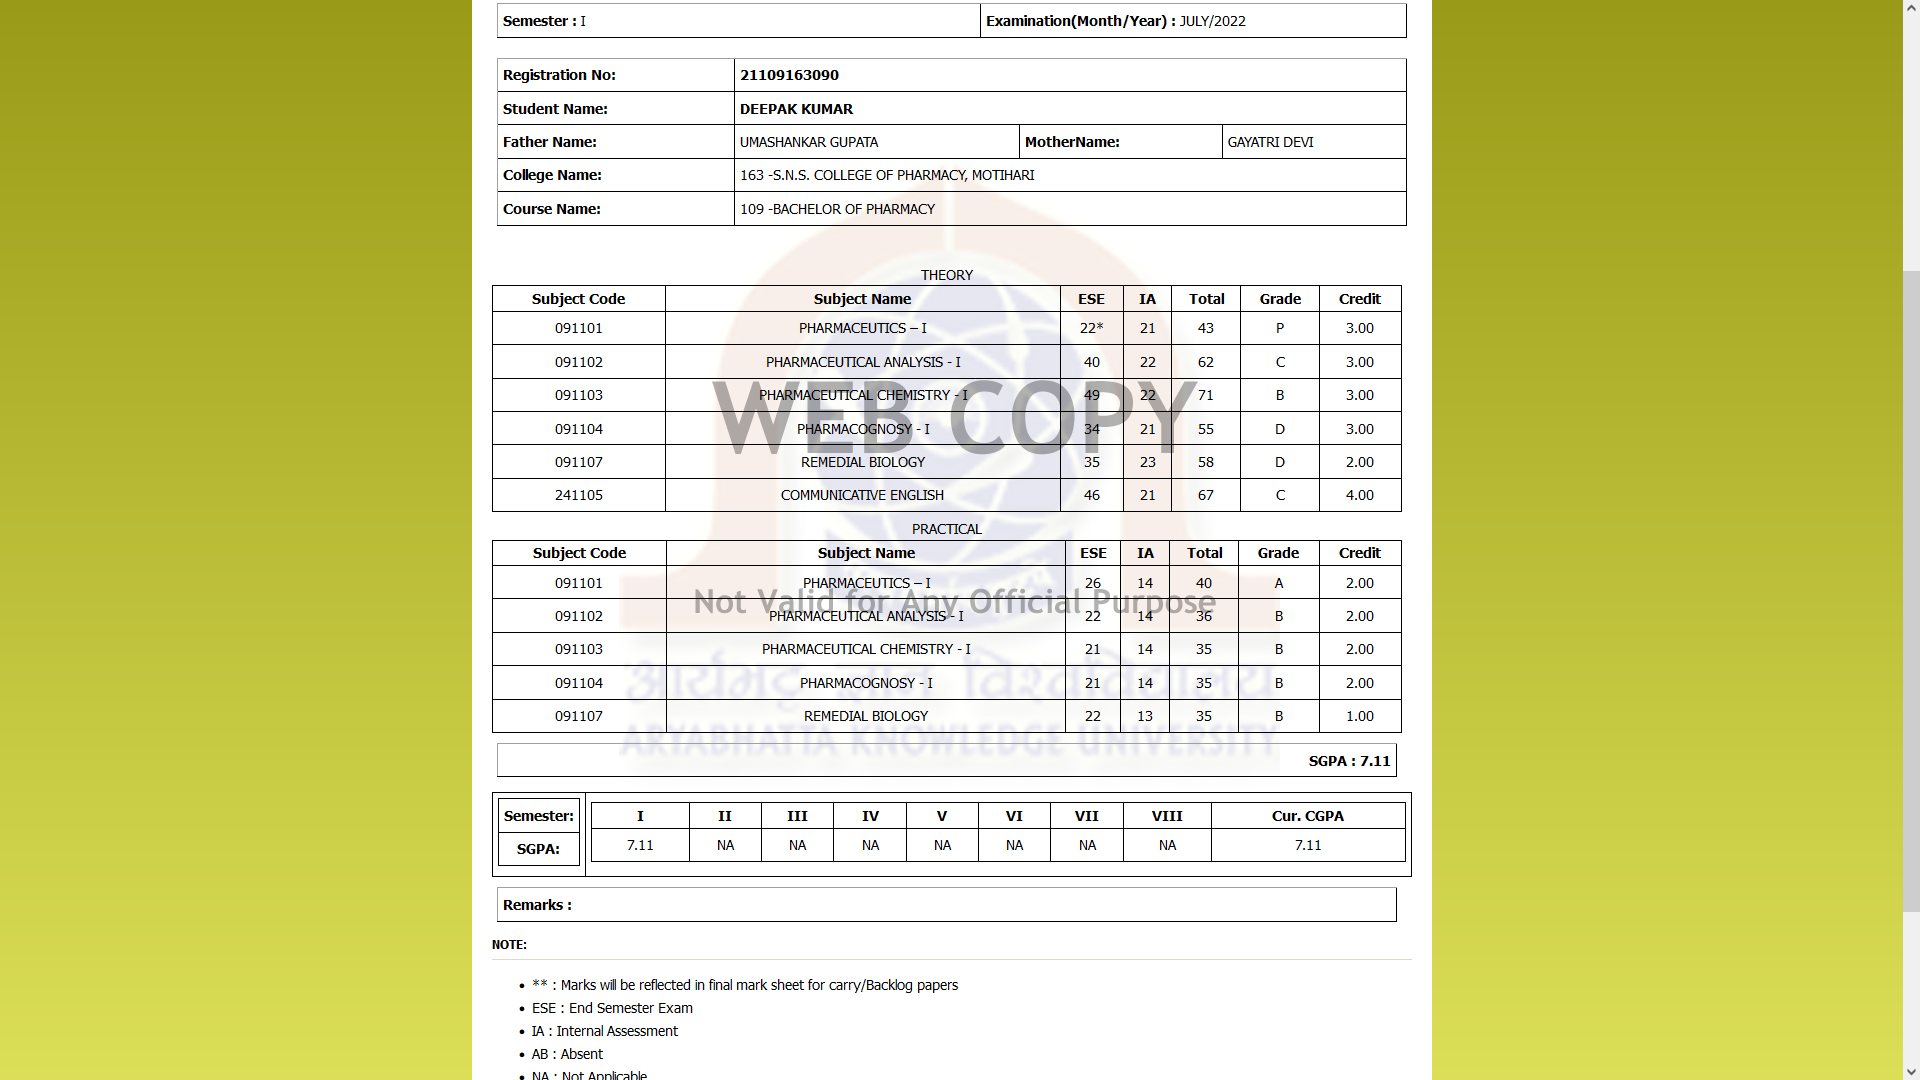 Semester : I Examination(Month/Year) : JULY/2022
Registration No: 21109163090
Student Name: DEEPAK KUMAR
Father Name: UMASHANKAR GUPATA MotherName: GAYATRI DEVI
College Name: 163 -S.N.S. COLLEGE OF PHARMACY, MOTIHARI
Course Name: 109 -BACHELOR OF PHARMACY
THEORY
Subject Code Subject Name ESE IA Total Grade Credit
091101 PHARMACEUTICS – I 22* 21 43 P 3.00
091102 PHARMACEUTICAL ANALYSIS - I 40 22 62 C 3.00
091103 PHARMACEUTICAL CHEMISTRY - I 49 22 71 B 3.00
WEB COPY
091104 PHARMACOGNOSY - I 34 21 55 D 3.00
091107 REMEDIAL BIOLOGY 35 23 58 D 2.00
241105 COMMUNICATIVE ENGLISH 46 21 67 C 4.00
PRACTICAL
Subject Code Subject Name ESE IA Total Grade Credit
091101 PHARMACEUTICS – I 26 14 40 A 2.00
Not Valid for Any Official Purpose
091102 PHARMACEUTICAL ANALYSIS - I 22 14 36 B 2.00
091103 PHARMACEUTICAL CHEMISTRY - I 21 14 35 B 2.00
आर्यभट्ट ज्ञान विश्वविद्यालय
091104 PHARMACOGNOSY - I 21 14 35 B 2.00
091107 REMEDIAL BIOLOGY 22 13 35 B 1.00
ARYABHATTA KNOWLEDGE UNIVERSITY
SGPA : 7.11
Semester: I II III IV V VI VII VIII Cur. CGPA
SGPA: 7.11 NA NA NA NA NA NA NA 7.11
Remarks :
NOTE:
• ** : Marks will be reflected in final mark sheet for carry/Backlog papers
• ESE : End Semester Exam
• IA : Internal Assessment
• AB : Absent
• NA : Not Applicable